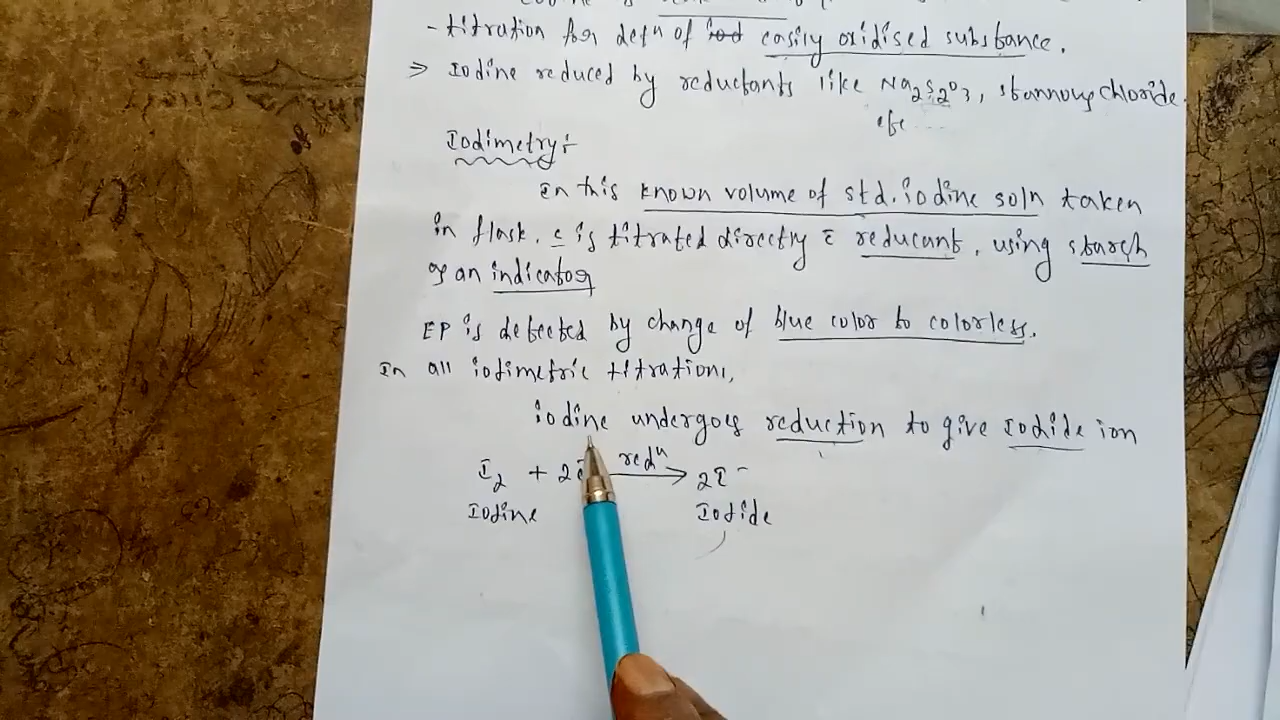 - titration for detn of iod easily oxidised substance.
⇒ Iodine reduced by reductants like Na2S2O3, stannous chloride.
etc ....
Iodimetry:
In this known volume of std. iodine soln taken
in flask. c is titrated directly c̄ reducant, using starch
as an indicator
EP is detected by change of blue color to colorless.
In all iodimetric titrations,
iodine undergoes reduction to give Iodide ion
I2 + 2e redn → 2I⁻
Iodine Iodide